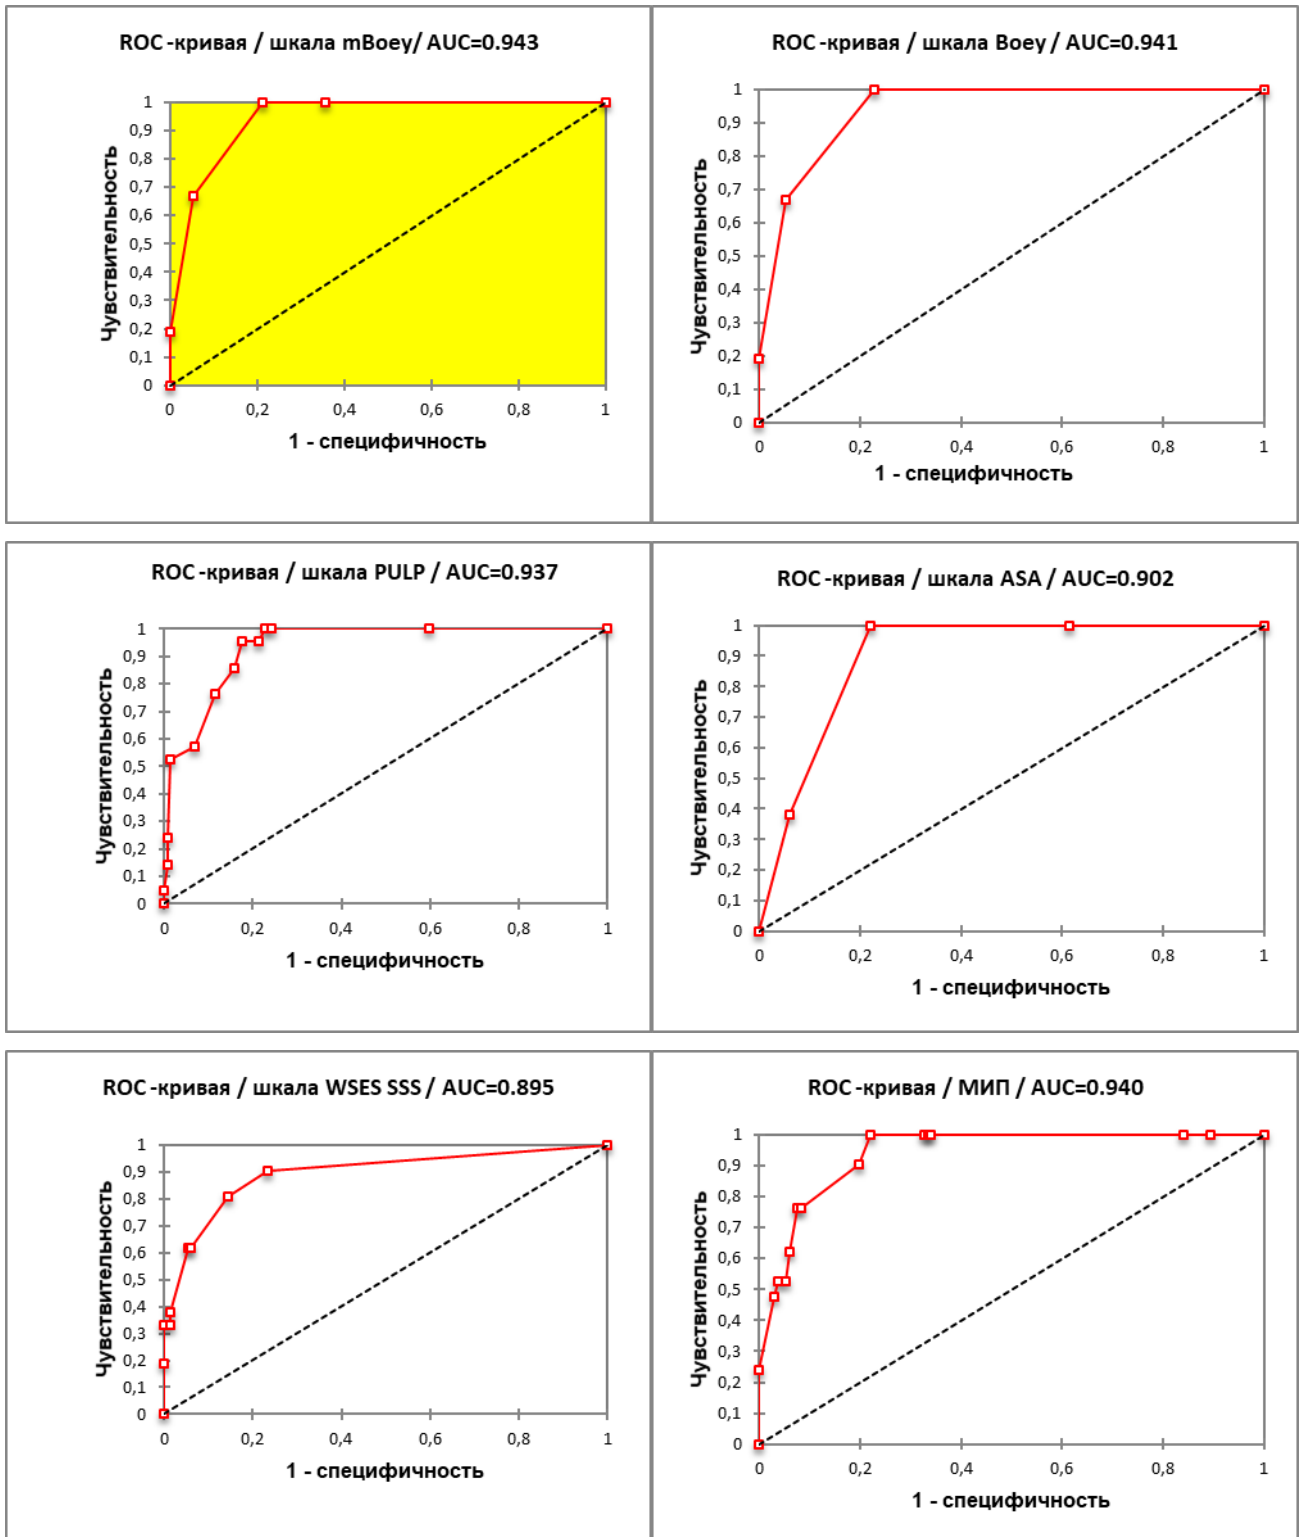 ROC-кривая / шкала mBoey/ AUC=0.943
Чувствительность
1
0,9
0,8
0,7
0,6
0,5
0,4
0,3
0,2
0,1
0
0 0,2 0,4 0,6 0,8 1
1 - специфичность
ROC-кривая / шкала Boey / AUC=0.941
Чувствительность
1
0,9
0,8
0,7
0,6
0,5
0,4
0,3
0,2
0,1
0
0 0,2 0,4 0,6 0,8 1
1 - специфичность
ROC-кривая / шкала PULP / AUC=0.937
Чувствительность
1
0,9
0,8
0,7
0,6
0,5
0,4
0,3
0,2
0,1
0
0 0,2 0,4 0,6 0,8 1
1 - специфичность
ROC-кривая / шкала ASA / AUC=0.902
Чувствительность
1
0,9
0,8
0,7
0,6
0,5
0,4
0,3
0,2
0,1
0
0 0,2 0,4 0,6 0,8 1
1 - специфичность
ROC-кривая / шкала WSES SSS / AUC=0.895
Чувствительность
1
0,9
0,8
0,7
0,6
0,5
0,4
0,3
0,2
0,1
0
0 0,2 0,4 0,6 0,8 1
1 - специфичность
ROC-кривая / МИП / AUC=0.940
Чувствительность
1
0,9
0,8
0,7
0,6
0,5
0,4
0,3
0,2
0,1
0
0 0,2 0,4 0,6 0,8 1
1 - специфичность